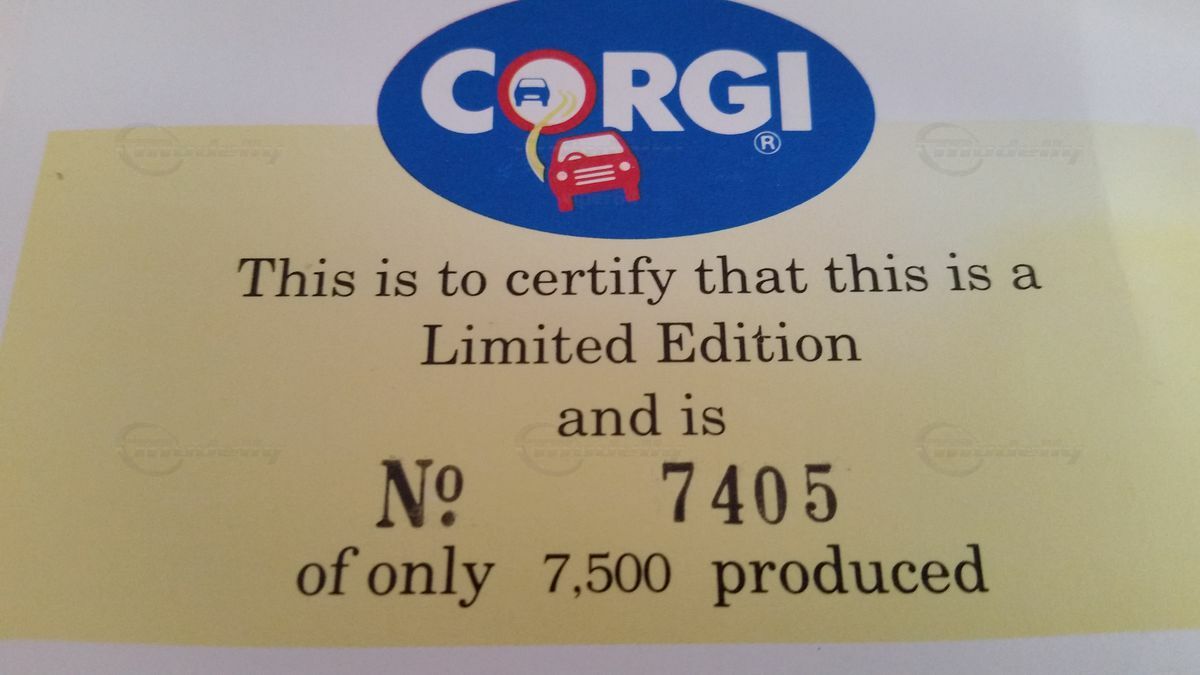 CORGI
®
This is to certify that this is a
Limited Edition
and is
Nº 7405
of only 7,500 produced